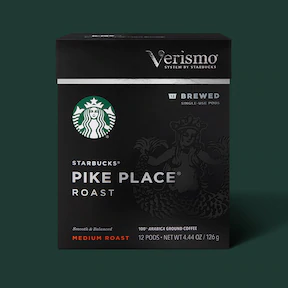 Verismo®
SYSTEM BY STARBUCKS
BREWED
SINGLE-USE PODS
STARBUCKS®
PIKE PLACE®
ROAST
Smooth & Balanced
MEDIUM ROAST
100% ARABICA GROUND COFFEE
12 PODS • NET WT 4.44 OZ / 126 g